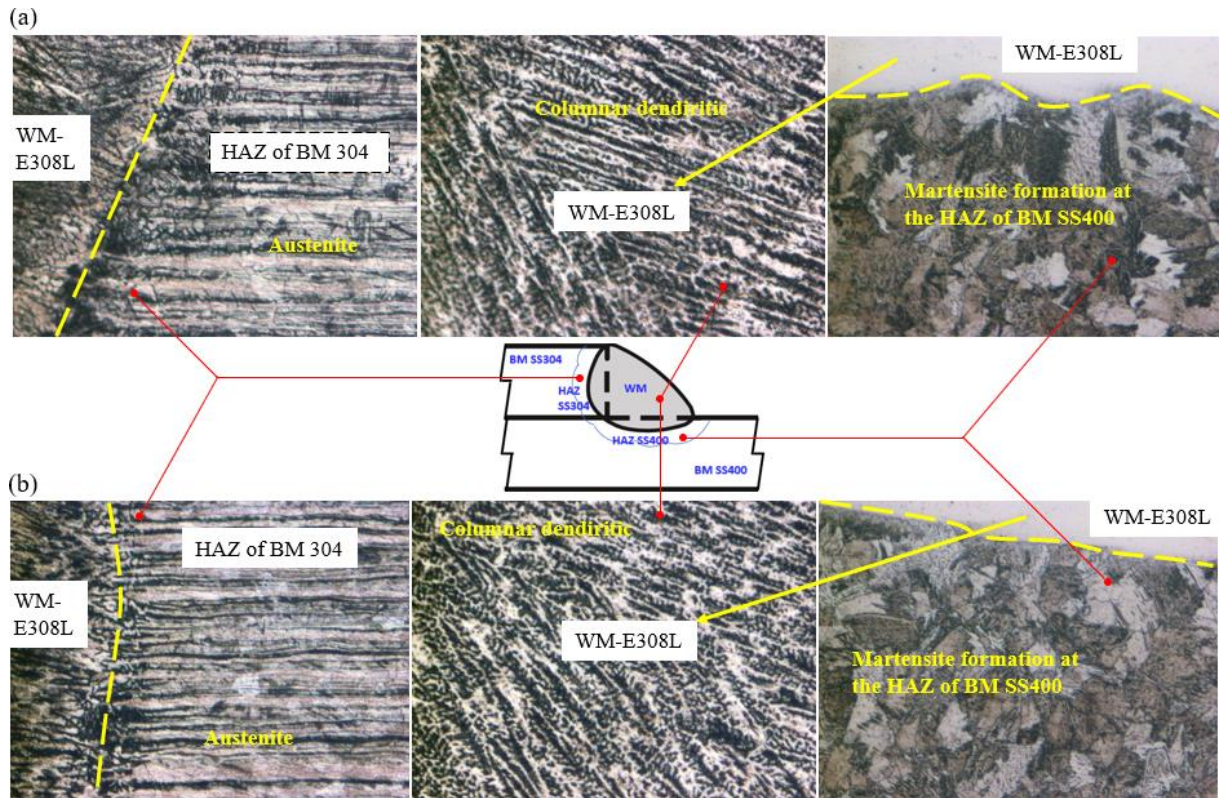 (a)
WM-
E308L
HAZ of BM 304
Austenite
Columnar dendiritic
WM-E308L
WM-E308L
Martensite formation at
the HAZ of BM SS400
BM SS304
HAZ
SS304
WM
HAZ SS400
BM SS400
(b)
WM-
E308L
HAZ of BM 304
Austenite
Columnar dendiritic
WM-E308L
WM-E308L
Martensite formation at
the HAZ of BM SS400